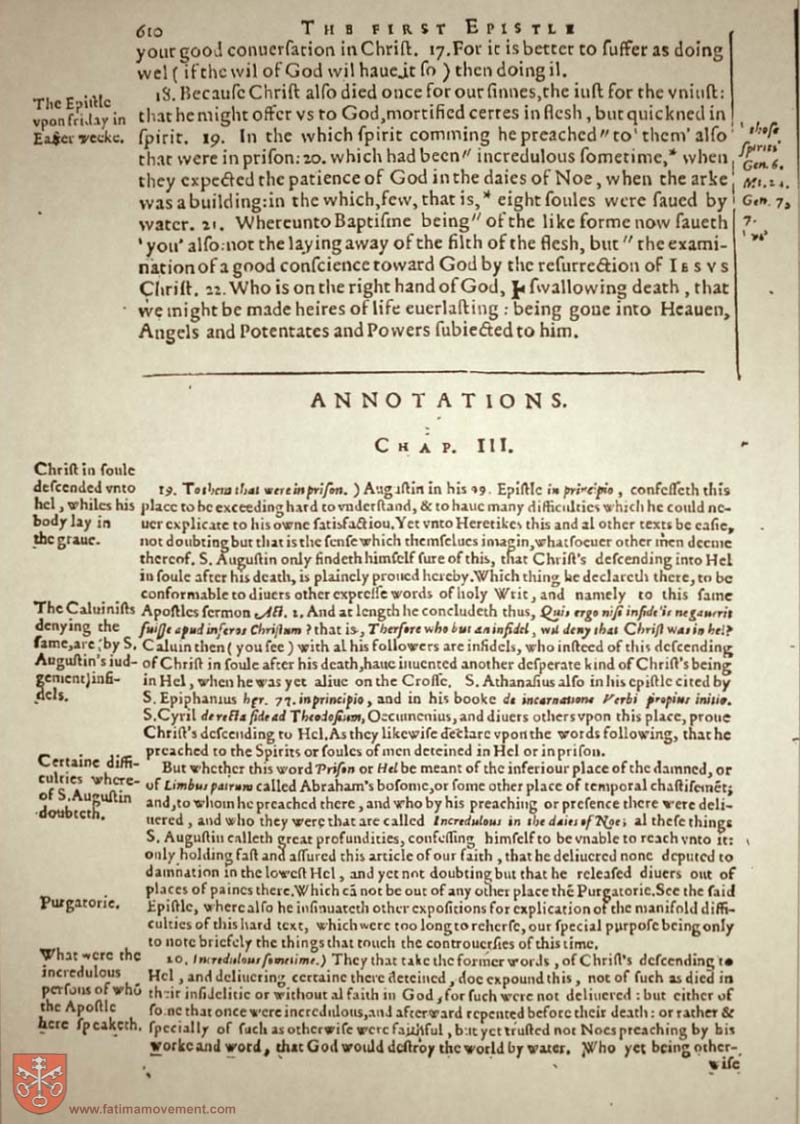 610 THE FIRST EPISTLE
your good conuerſation in Chriſt. 17. For it is better to ſuffer as doing
wel ( if the wil of God wil haue it ſo ) then doing il.
18. Becauſe Chriſt alſo died once for our ſinnes, the iuſt for the vniuſt:
that he might offer vs to God, mortified certes in fleſh, but quickned in
ſpirit. 19. In the which ſpirit comming he preached " to ' them' alſo
that were in priſon: 20. which had been " incredulous ſometime, * when
they expected the patience of God in the daies of Noe, when the arke
was a building: in the which, few, that is, * eight ſoules were ſaued by
water. 21. Whereunto Baptiſme being " of the like forme now ſaueth
'you' alſo: not the laying away of the filth of the fleſh, but " the exami-
nation of a good conſcience toward God by the reſurrection of IESVS
Chriſt. 22. Who is on the right hand of God, ſwallowing death, that
we might be made heires of life euerlaſting : being gone into Heauen,
Angels and Potentates and Powers ſubiected to him.
The Epiſtle
vpon friday in
Eaſter weeke.
' thoſe
ſpirits'
Gen. 6.
Mt. 24.
Gen. 7,
7.
' vs'
ANNOTATIONS.
CHAP. III.
19. To them that were in priſon. ) Auguſtin in his 99. Epiſtle in principio, confeſſeth this
place to be exceeding hard to vnderſtand, & to haue many difficulties which he could ne-
uer explicate to his owne ſatisfactiou. Yet vnto Heretikes this and al other texts be eaſie,
not doubting but that is the ſenſe which themſelues imagin, whatſoeuer other men deeme
thereof. S. Auguſtin only findeth himſelf ſure of this, that Chriſt's deſcending into Hel
in ſoule after his death, is plainely proued hereby. Which thing he declareth there, to be
conformable to diuers other expreſſe words of holy Writ, and namely to this ſame
Apoſtles ſermon Act. 2. And at length he concludeth thus, Quis ergo niſi infidelis negauerit
fuiſſe apud inferos Chriſtum ? that is, Therfore who but an infidel, wil deny that Chriſt was in hel?
Caluin then ( you ſee ) with al his followers are infidels, who inſteed of this deſcending
of Chriſt in ſoule after his death, haue inuented another deſperate kind of Chriſt's being
in Hel, when he was yet aliue on the Croſſe. S. Athanaſius alſo in his epiſtle cited by
S. Epiphanius her. 77. in principio, and in his booke de incarnatione Verbi propius initio.
S. Cyril de recta fide ad Theodoſium, Oecumenius, and diuers others vpon this place, proue
Chriſt's deſcending to Hel. As they likewiſe declare vpon the words following, that he
preached to the Spirits or ſoules of men deteined in Hel or in priſon.
But whether this word Priſon or Hel be meant of the inferiour place of the damned, or
of Limbus patrum called Abraham's boſome, or ſome other place of temporal chaſtiſemēt;
and, to whom he preached there, and who by his preaching or preſence there were deli-
uered, and who they were that are called Incredulous in the daies of Noe; al theſe things
S. Auguſtin calleth great profundities, confeſſing himſelf to be vnable to reach vnto it:
only holding faſt and aſſured this article of our faith, that he deliuered none deputed to
damnation in the loweſt Hel, and yet not doubting but that he releaſed diuers out of
places of paines there. Which cā not be out of any other place thē Purgatorie. See the ſaid
Epiſtle, where alſo he inſinuateth other expoſitions for explication of the manifold diffi-
culties of this hard text, which were too long to reherſe, our ſpecial purpoſe being only
to note briefely the things that touch the controuerſies of this time.
20. Incredulous ſometime. ) They that take the former words, of Chriſt's deſcending to
Hel, and deliuering certaine there deteined, doe expound this, not of ſuch as died in
their infidelitie or without al faith in God, for ſuch were not deliuered : but either of
ſome that once were incredulous, and afterward repented before their death : or rather &
ſpecially of ſuch as otherwiſe were faithful, but yet truſted not Noes preaching by his
worke and word, that God would deſtroy the world by water. Who yet being other-
wiſe
Chriſt in ſoule
deſcended vnto
hel, whiles his
body lay in
the graue.
The Caluiniſts
denying the
ſame, are by S.
Auguſtin's iud-
gement, infi-
dels.
Certaine diffi-
culties where-
of S. Auguſtin
doubteth.
Purgatorie.
What were the
incredulous
perſons of whō
the Apoſtle
here ſpeaketh.
www.fatimamovement.com